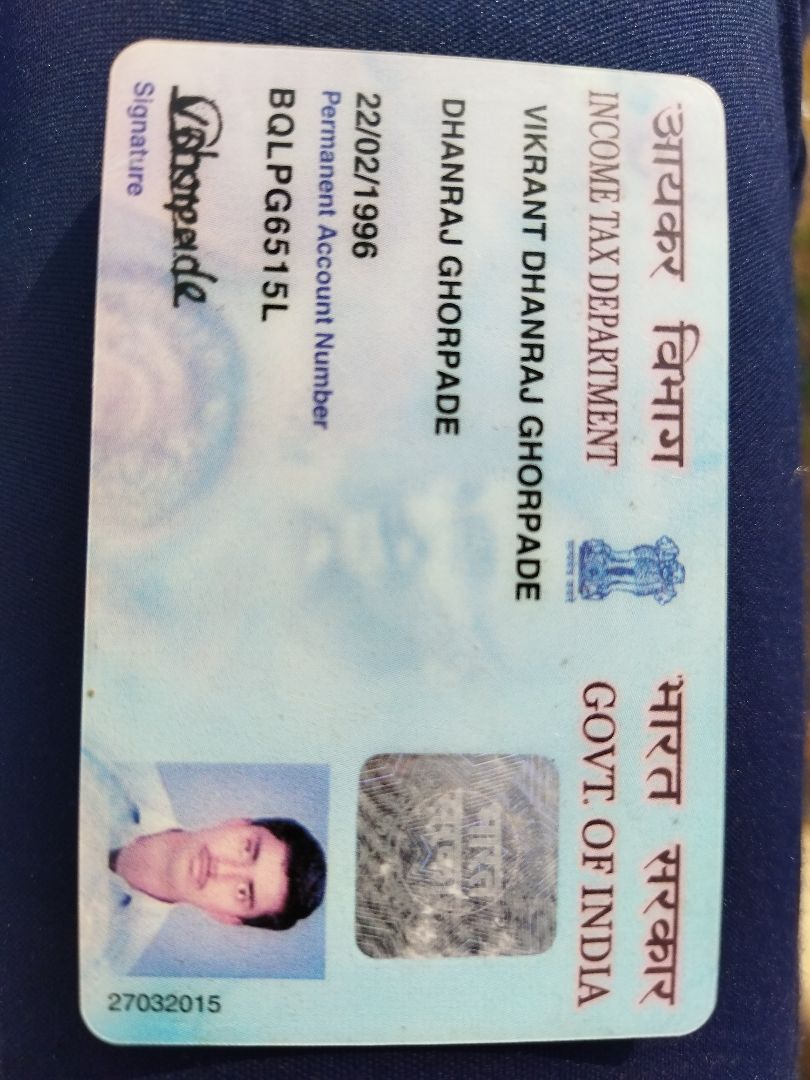 आयकर विभाग
INCOME TAX DEPARTMENT
भारत सरकार
GOVT. OF INDIA
VIKRANT DHANRAJ GHORPADE
DHANRAJ GHORPADE
22/02/1996
Permanent Account Number
BQLPG6515L
Signature
27032015